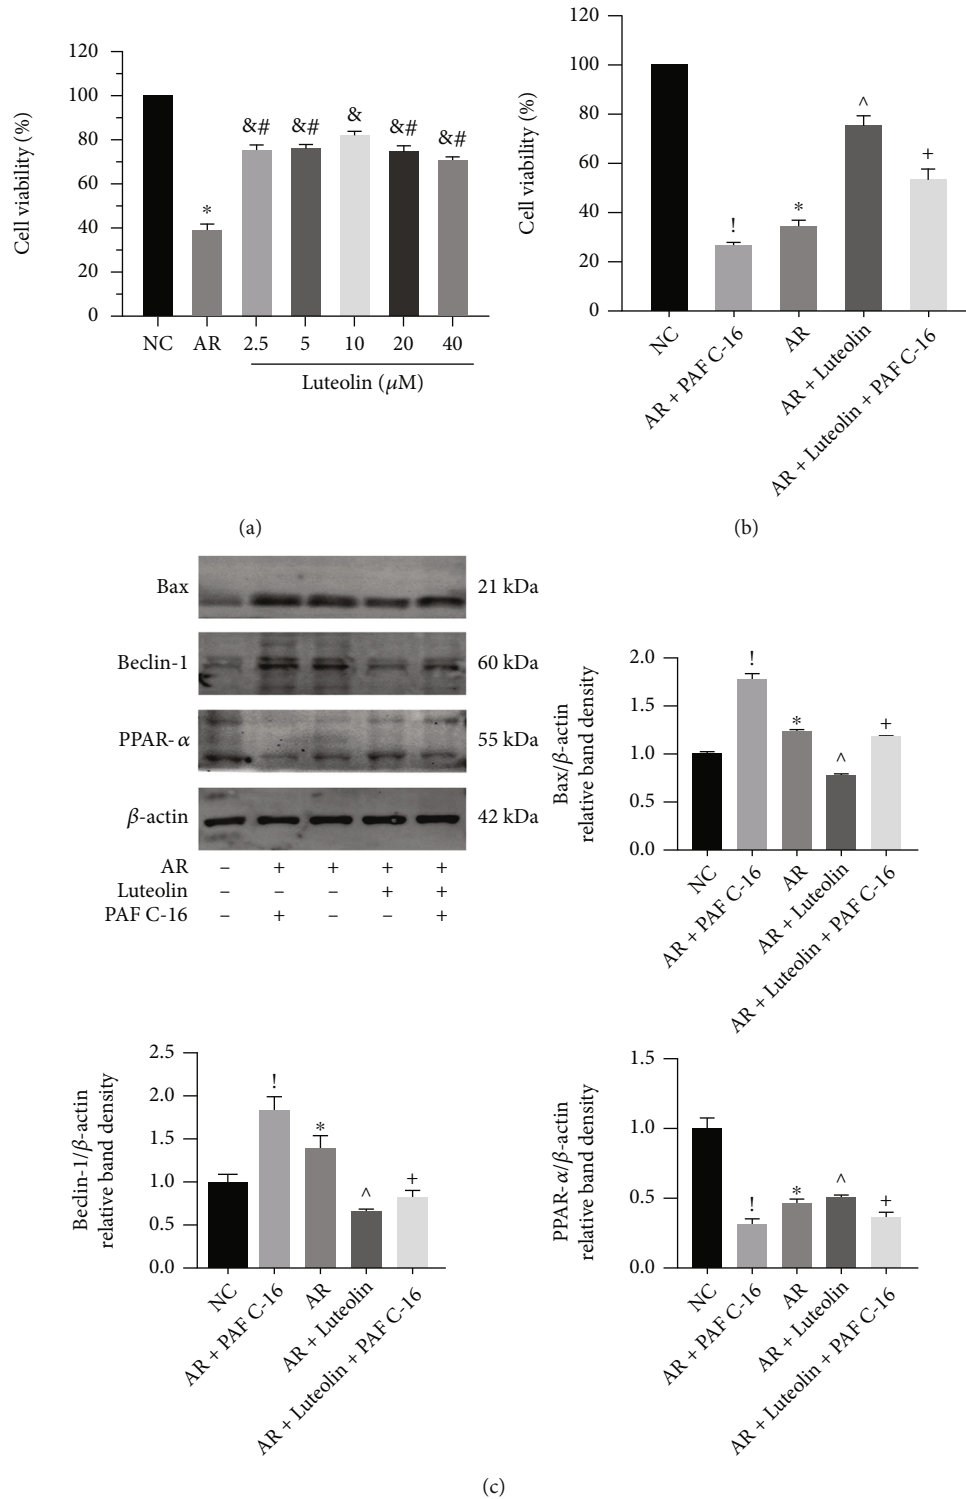 120
100
80
60
40
20
0
Cell viability (%)
* &# &# & &# &#
NC AR 2.5 5 10 20 40
Luteolin (μM)
(a)
120
100
80
60
40
20
0
Cell viability (%)
! * ^ +
NC
AR + PAF C-16
AR
AR + Luteolin
AR + Luteolin + PAF C-16
(b)
Bax 21 kDa
Beclin-1 60 kDa
PPAR-α 55 kDa
β-actin 42 kDa
AR – + + + +
Luteolin – – – + +
PAF C-16 – + – – +
2.0
1.5
1.0
0.5
0.0
Bax/β-actin
relative band density
! * ^ +
NC
AR + PAF C-16
AR
AR + Luteolin
AR + Luteolin + PAF C-16
2.5
2.0
1.5
1.0
0.5
0.0
Beclin-1/β-actin
relative band density
! * ^ +
NC
AR + PAF C-16
AR
AR + Luteolin
AR + Luteolin + PAF C-16
1.5
1.0
0.5
0.0
PPAR-α/β-actin
relative band density
! * ^ +
NC
AR + PAF C-16
AR
AR + Luteolin
AR + Luteolin + PAF C-16
(c)